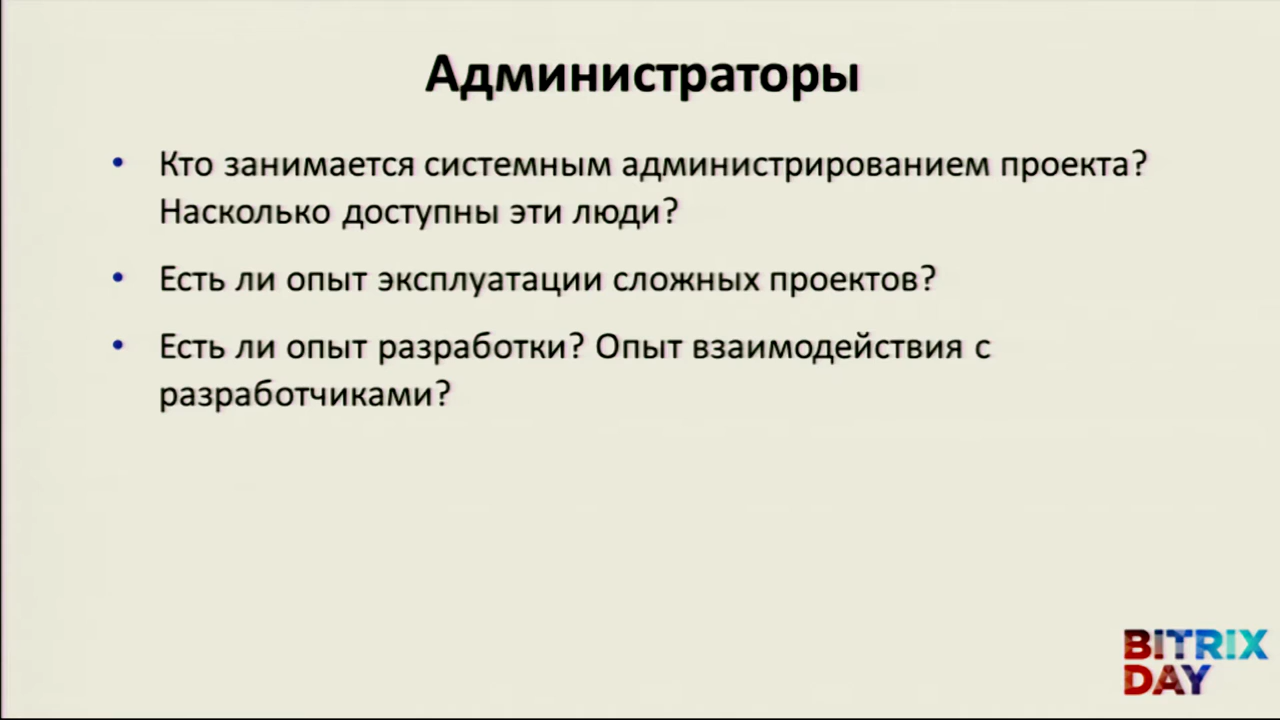 Администраторы
• Кто занимается системным администрированием проекта?
Насколько доступны эти люди?
• Есть ли опыт эксплуатации сложных проектов?
• Есть ли опыт разработки? Опыт взаимодействия с
разработчиками?
BITRIX
DAY